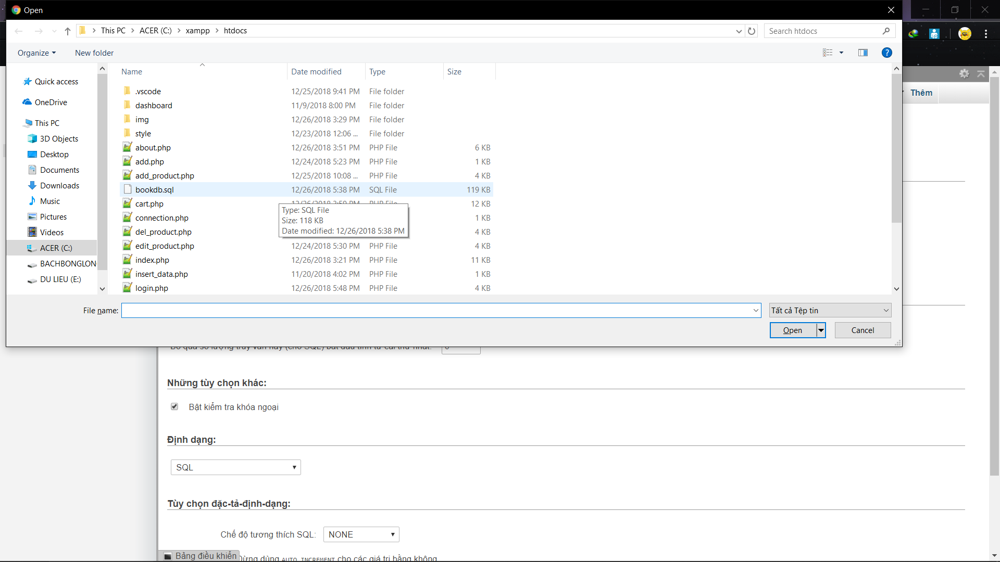 Open
This PC > ACER (C:) > xampp > htdocs
Search htdocs
Organize
New folder
Name
Date modified
Type
Size
Quick access
OneDrive
This PC
3D Objects
Desktop
Documents
Downloads
Music
Pictures
Videos
ACER (C:)
BACHBONGLON
DU LIEU (E:)
.vscode 12/25/2018 9:41 PM File folder
dashboard 11/9/2018 8:00 PM File folder
img 12/26/2018 3:29 PM File folder
style 12/23/2018 12:06 ... File folder
about.php 12/26/2018 3:51 PM PHP File 6 KB
add.php 12/24/2018 5:23 PM PHP File 1 KB
add_product.php 12/25/2018 10:08 ... PHP File 4 KB
bookdb.sql 12/26/2018 5:38 PM SQL File 119 KB
cart.php 12/26/2018 3:59 PM PHP File 12 KB
connection.php 1 KB
del_product.php 4 KB
edit_product.php 12/24/2018 5:30 PM PHP File 4 KB
index.php 12/26/2018 3:21 PM PHP File 11 KB
insert_data.php 11/20/2018 4:02 PM PHP File 1 KB
login.php 12/26/2018 5:48 PM PHP File 4 KB
Type: SQL File
Size: 118 KB
Date modified: 12/26/2018 5:38 PM
File name:
Tất cả Tệp tin
Open
Cancel
Thêm
Những tùy chọn khác:
Bật kiểm tra khóa ngoại
Định dạng:
SQL
Tùy chọn đặc-tả-định-dạng:
Chế độ tương thích SQL: NONE
Bảng điều khiển
Đừng dùng AUTO_INCREMENT cho các giá trị bằng không